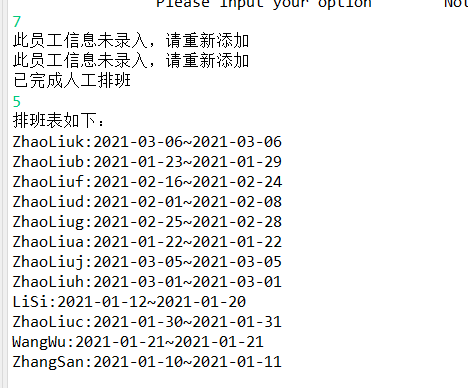 Please input your option
7
此员工信息未录入，请重新添加
此员工信息未录入，请重新添加
已完成人工排班
5
排班表如下：
ZhaoLiuk:2021-03-06~2021-03-06
ZhaoLiub:2021-01-23~2021-01-29
ZhaoLiuf:2021-02-16~2021-02-24
ZhaoLiud:2021-02-01~2021-02-08
ZhaoLiug:2021-02-25~2021-02-28
ZhaoLiua:2021-01-22~2021-01-22
ZhaoLiuj:2021-03-05~2021-03-05
ZhaoLiuh:2021-03-01~2021-03-01
LiSi:2021-01-12~2021-01-20
ZhaoLiuc:2021-01-30~2021-01-31
WangWu:2021-01-21~2021-01-21
ZhangSan:2021-01-10~2021-01-11